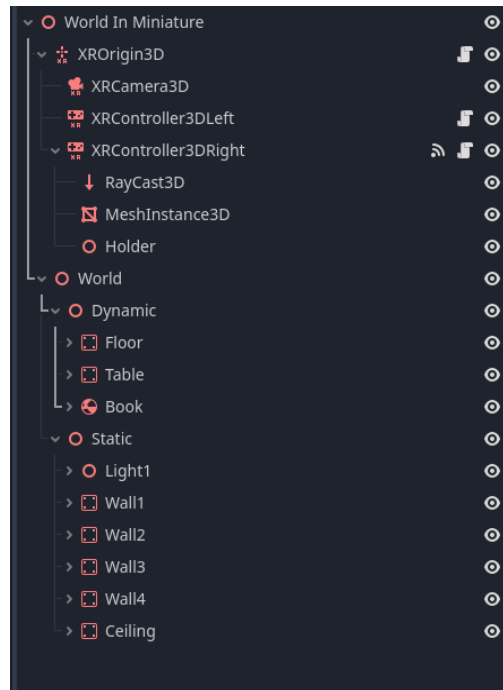 World In Miniature
XROrigin3D
XRCamera3D
XRController3DLeft
XRController3DRight
RayCast3D
MeshInstance3D
Holder
World
Dynamic
Floor
Table
Book
Static
Light1
Wall1
Wall2
Wall3
Wall4
Ceiling